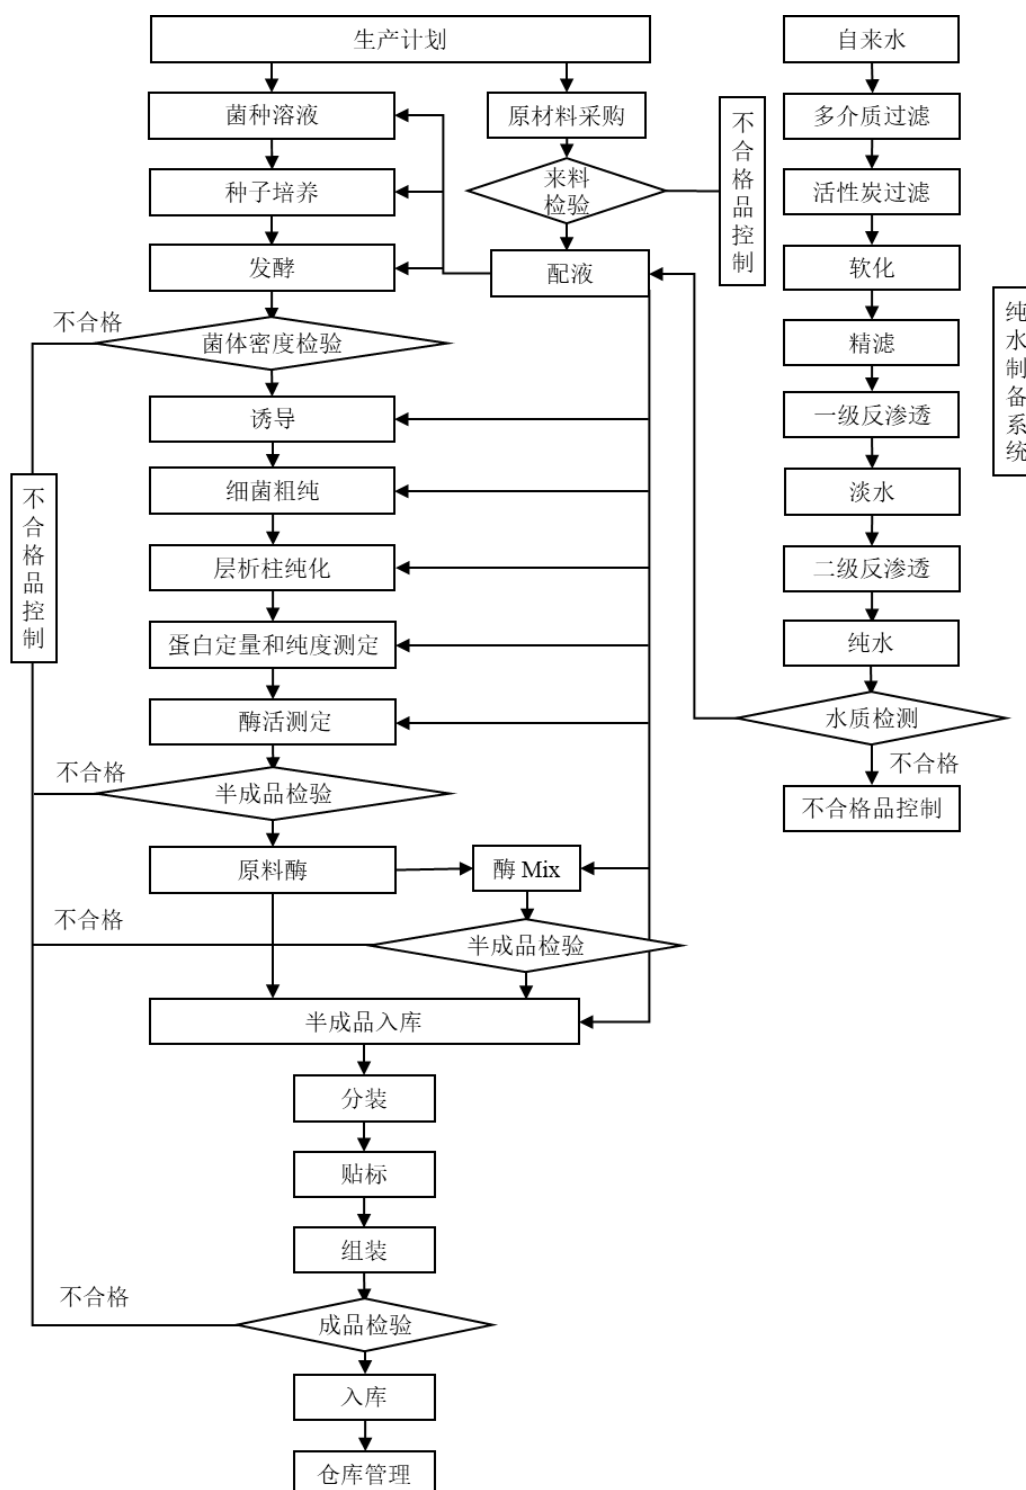 生产计划
自来水
菌种溶液
原材料采购
不合格品控制
多介质过滤
种子培养
来料
检验
活性炭过滤
发酵
配液
软化
不合格
菌体密度检验
精滤
纯水制备系统
诱导
一级反渗透
细菌粗纯
淡水
不合格品控制
层析柱纯化
二级反渗透
蛋白定量和纯度测定
纯水
酶活测定
水质检测
不合格
不合格
半成品检验
不合格品控制
原料酶
酶 Mix
不合格
半成品检验
半成品入库
分装
贴标
组装
不合格
成品检验
入库
仓库管理